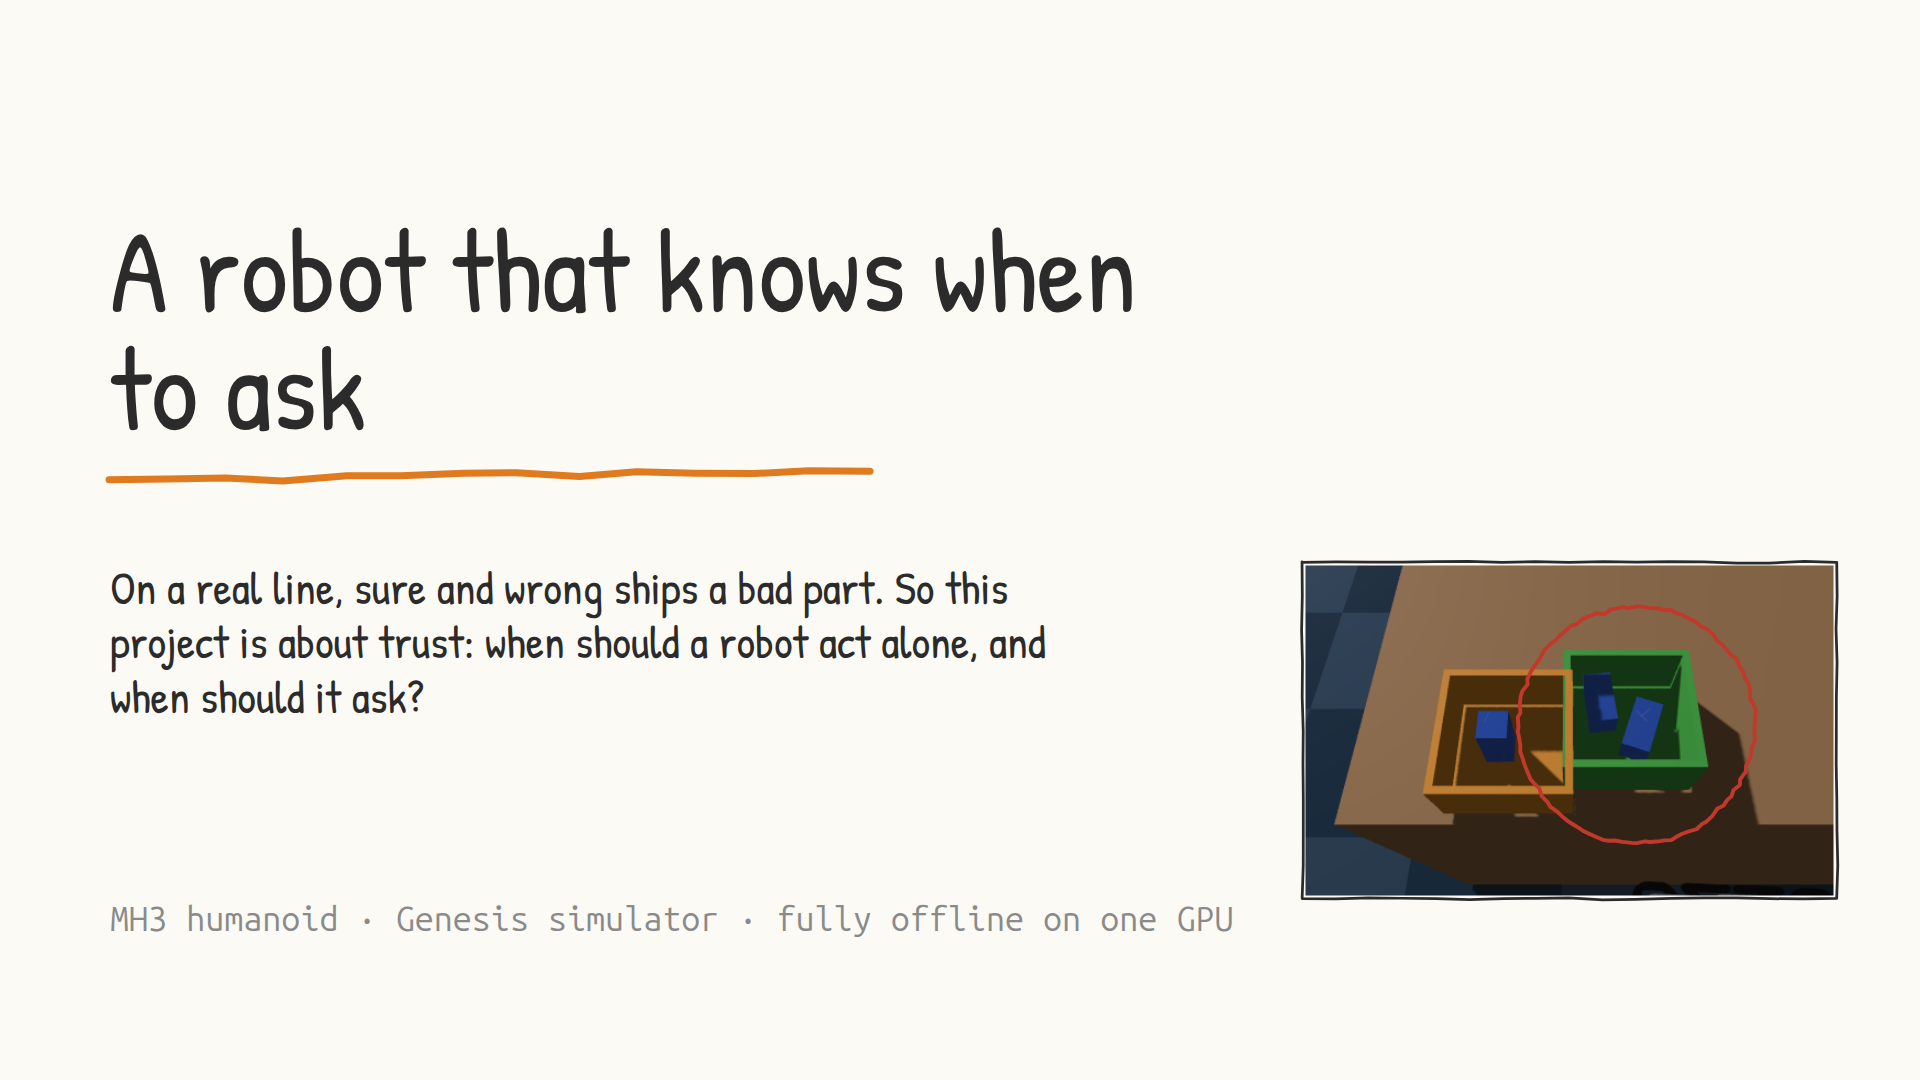 A robot that knows when
to ask
On a real line, sure and wrong ships a bad part. So this
project is about trust: when should a robot act alone, and
when should it ask?
MH3 humanoid · Genesis simulator · fully offline on one GPU